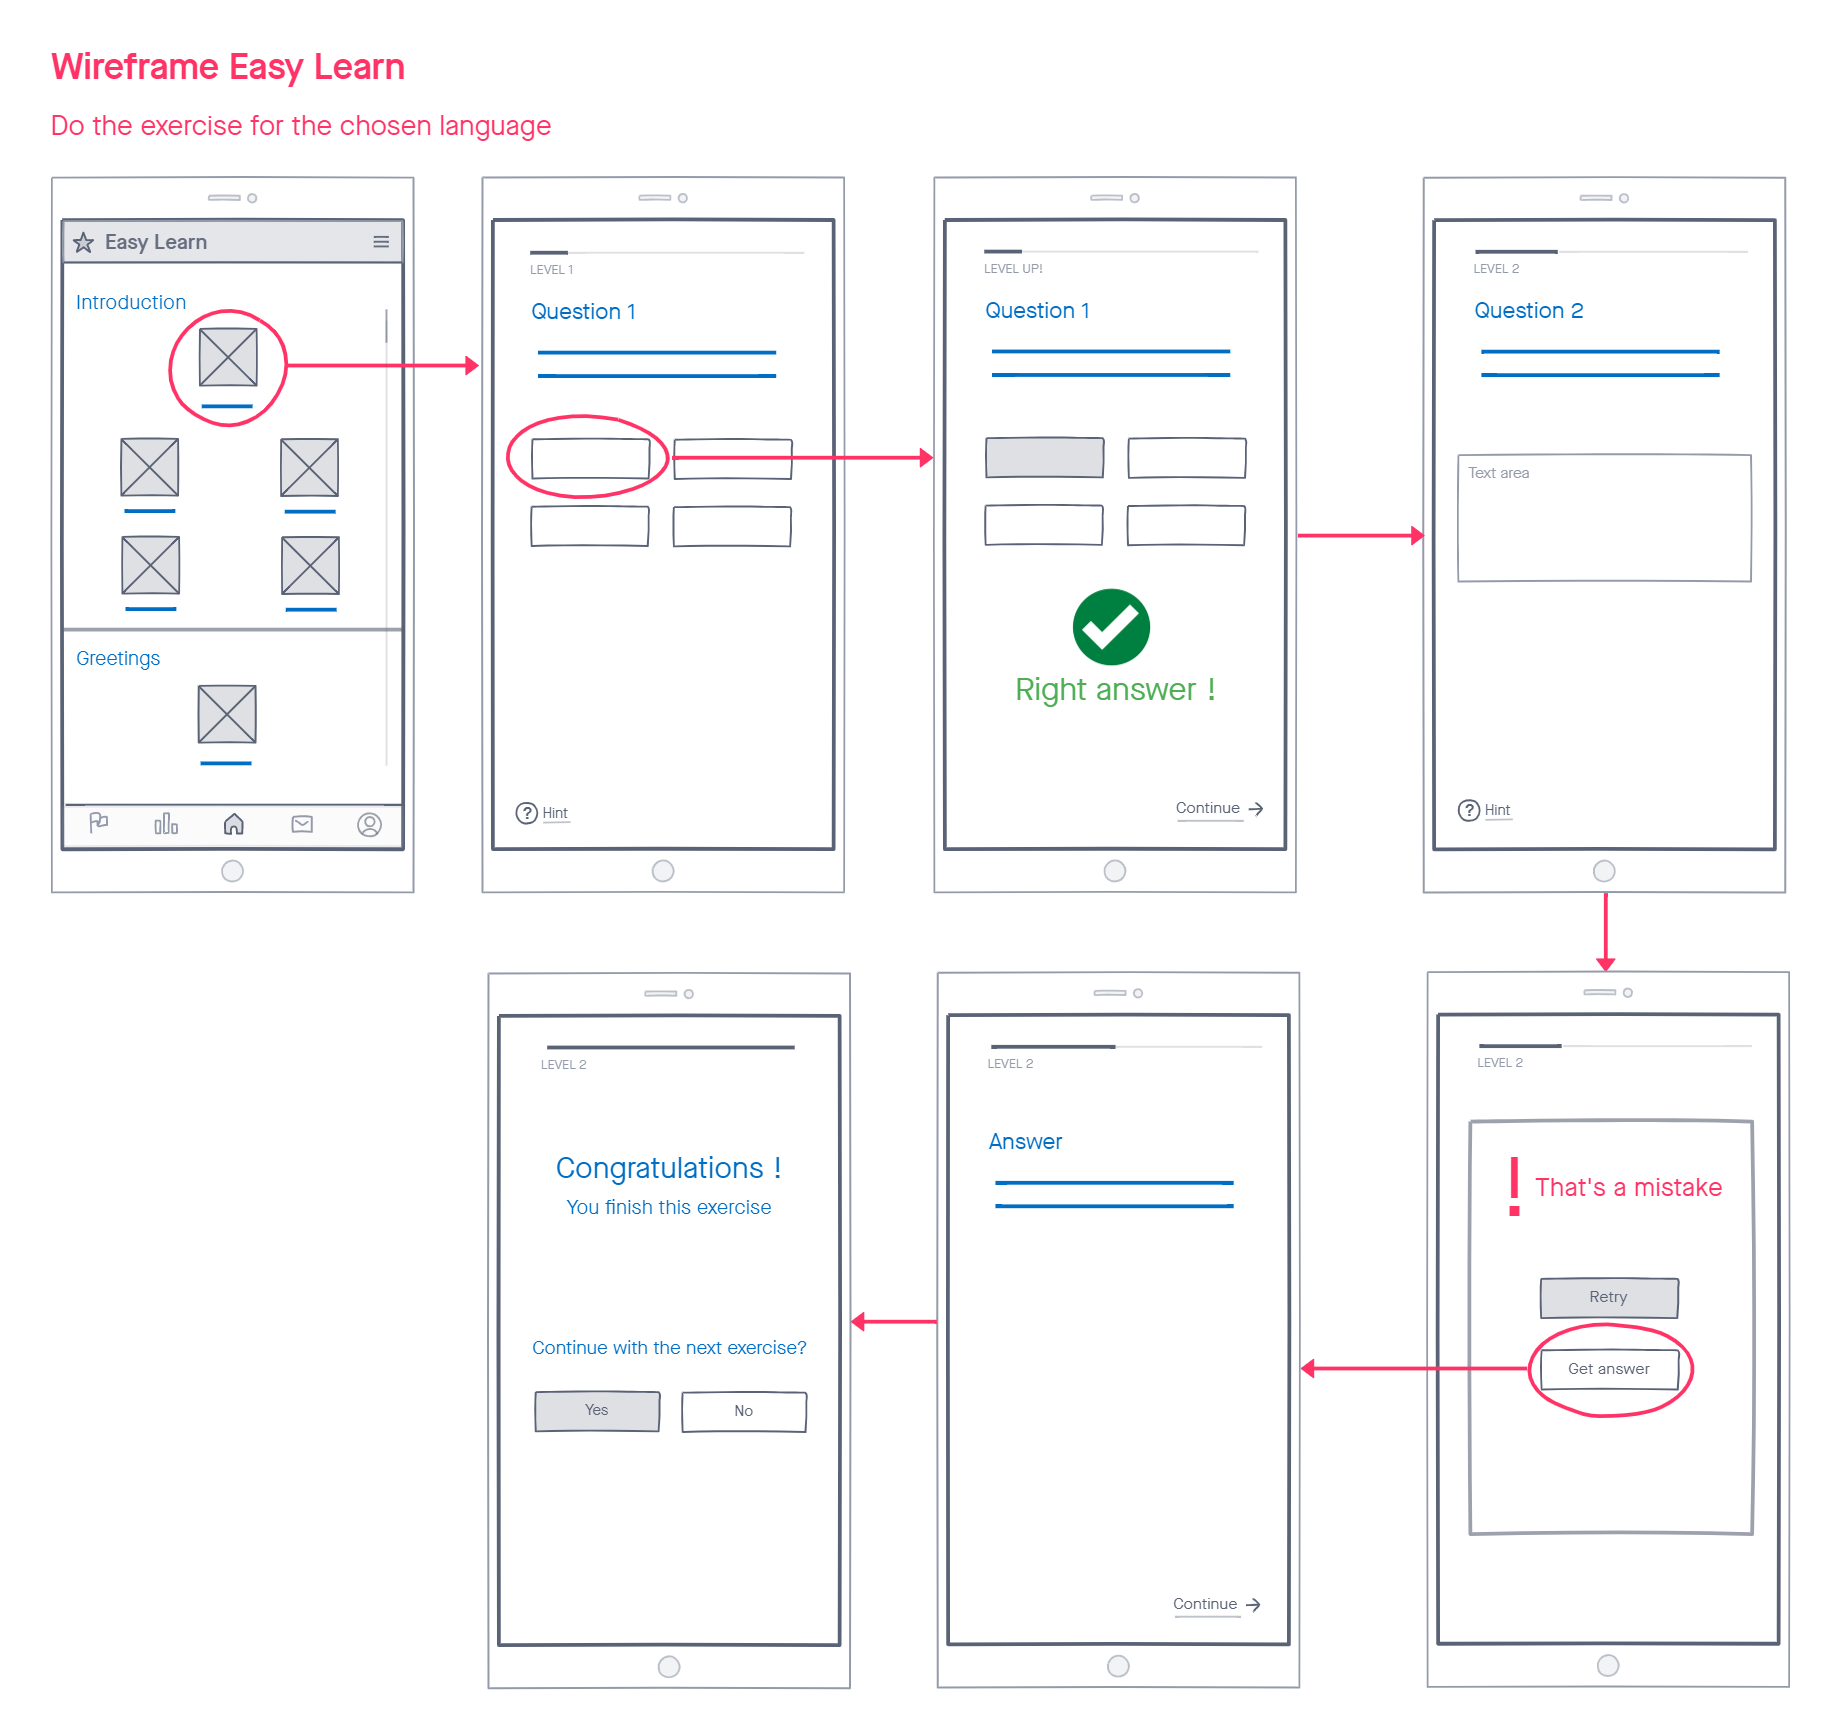 Wireframe Easy Learn
Do the exercise for the chosen language
Easy Learn
Introduction
Greetings
LEVEL 1
Question 1
? Hint
LEVEL UP!
Question 1
Right answer !
Continue
LEVEL 2
Question 2
Text area
? Hint
LEVEL 2
! That's a mistake
Retry
Get answer
LEVEL 2
Answer
Continue
LEVEL 2
Congratulations !
You finish this exercise
Continue with the next exercise?
Yes
No